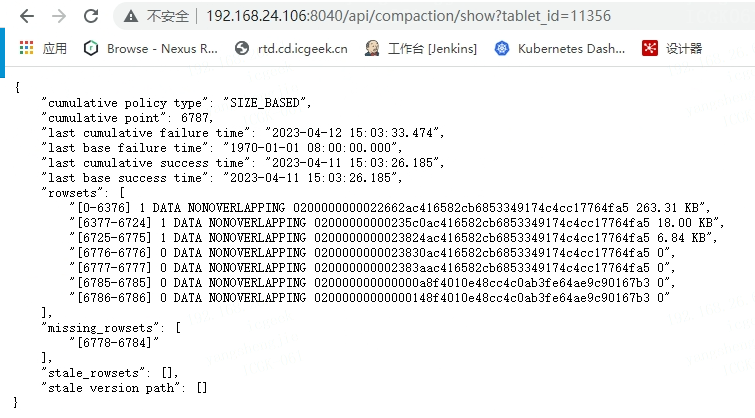 不安全 | 192.168.24.106:8040/api/compaction/show?tablet_id=11356
应用 Browse - Nexus R... rtd.cd.icgeek.cn 工作台 [Jenkins] Kubernetes Dash... 设计器
{
"cumulative policy type": "SIZE_BASED",
"cumulative point": 6787,
"last cumulative failure time": "2023-04-12 15:03:33.474",
"last base failure time": "1970-01-01 08:00:00.000",
"last cumulative success time": "2023-04-11 15:03:26.185",
"last base success time": "2023-04-11 15:03:26.185",
"rowsets": [
"[0-6376] 1 DATA NONOVERLAPPING 0200000000022662ac416582cb6853349174c4cc17764fa5 263.31 KB",
"[6377-6724] 1 DATA NONOVERLAPPING 02000000000235c0ac416582cb6853349174c4cc17764fa5 18.00 KB",
"[6725-6775] 1 DATA NONOVERLAPPING 0200000000023824ac416582cb6853349174c4cc17764fa5 6.84 KB",
"[6776-6776] 0 DATA NONOVERLAPPING 0200000000023830ac416582cb6853349174c4cc17764fa5 0",
"[6777-6777] 0 DATA NONOVERLAPPING 020000000002383aac416582cb6853349174c4cc17764fa5 0",
"[6785-6785] 0 DATA NONOVERLAPPING 02000000000000a8f4010e48cc4c0ab3fe64ae9c90167b3 0",
"[6786-6786] 0 DATA NONOVERLAPPING 0200000000000148f4010e48cc4c0ab3fe64ae9c90167b3 0"
],
"missing_rowsets": [
"[6778-6784]"
],
"stale_rowsets": [],
"stale version path": []
}